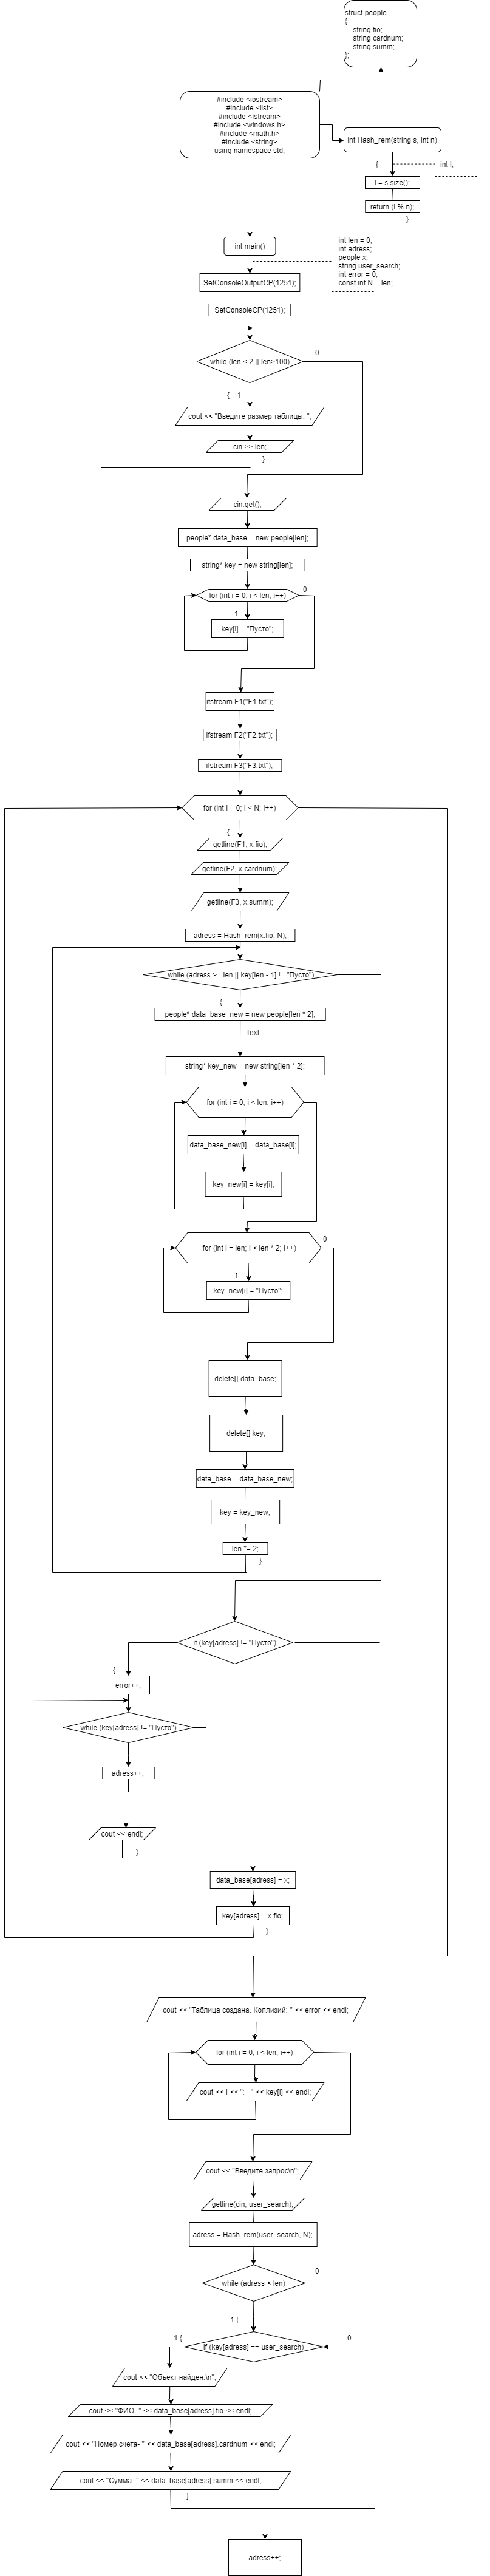 struct people
{
string fio;
string cardnum;
string summ;
};
#include <iostream>
#include <list>
#include <fstream>
#include <windows.h>
#include <math.h>
#include <string>
using namespace std;
int Hash_rem(string s, int n)
{
int l;
l = s.size();
return (l % n);
}
int main()
int len = 0;
int adress;
people x;
string user_search;
int error = 0;
const int N = len;
SetConsoleOutputCP(1251);
SetConsoleCP(1251);
while (len < 2 || len>100)
0
{ 1
cout << "Введите размер таблицы: ";
cin >> len;
}
cin.get();
people* data_base = new people[len];
string* key = new string[len];
for (int i = 0; i < len; i++)
0
1
key[i] = "Пусто";
ifstream F1("F1.txt");
ifstream F2("F2.txt");
ifstream F3("F3.txt");
for (int i = 0; i < N; i++)
{
getline(F1, x.fio);
getline(F2, x.cardnum);
getline(F3, x.summ);
adress = Hash_rem(x.fio, N);
while (adress >= len || key[len - 1] != "Пусто")
{
people* data_base_new = new people[len * 2];
Text
string* key_new = new string[len * 2];
for (int i = 0; i < len; i++)
data_base_new[i] = data_base[i];
key_new[i] = key[i];
for (int i = len; i < len * 2; i++)
0
1
key_new[i] = "Пусто";
delete[] data_base;
delete[] key;
data_base = data_base_new;
key = key_new;
len *= 2;
}
if (key[adress] != "Пусто")
{
error++;
while (key[adress] != "Пусто")
adress++;
cout << endl;
}
data_base[adress] = x;
key[adress] = x.fio;
}
cout << "Таблица создана. Коллизий: " << error << endl;
for (int i = 0; i < len; i++)
cout << i << ": " << key[i] << endl;
cout << "Введите запрос\n";
getline(cin, user_search);
adress = Hash_rem(user_search, N);
while (adress < len)
0
1 {
if (key[adress] == user_search)
1 {
0
cout << "Объект найден:\n";
cout << "ФИО- " << data_base[adress].fio << endl;
cout << "Номер счета- " << data_base[adress].cardnum << endl;
cout << "Сумма- " << data_base[adress].summ << endl;
}
adress++;